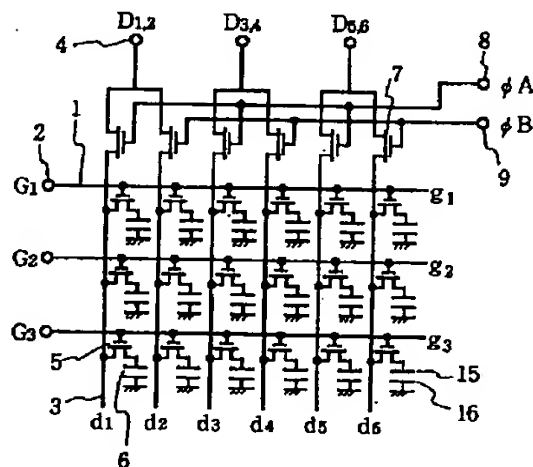 D1,2 D3,4 D5,6
4 8
7 φA
φB
2 1 9
G1 g1
G2 g2
G3 g3
5 15
3 16
d1 d2 d3 d4 d5 d6
6